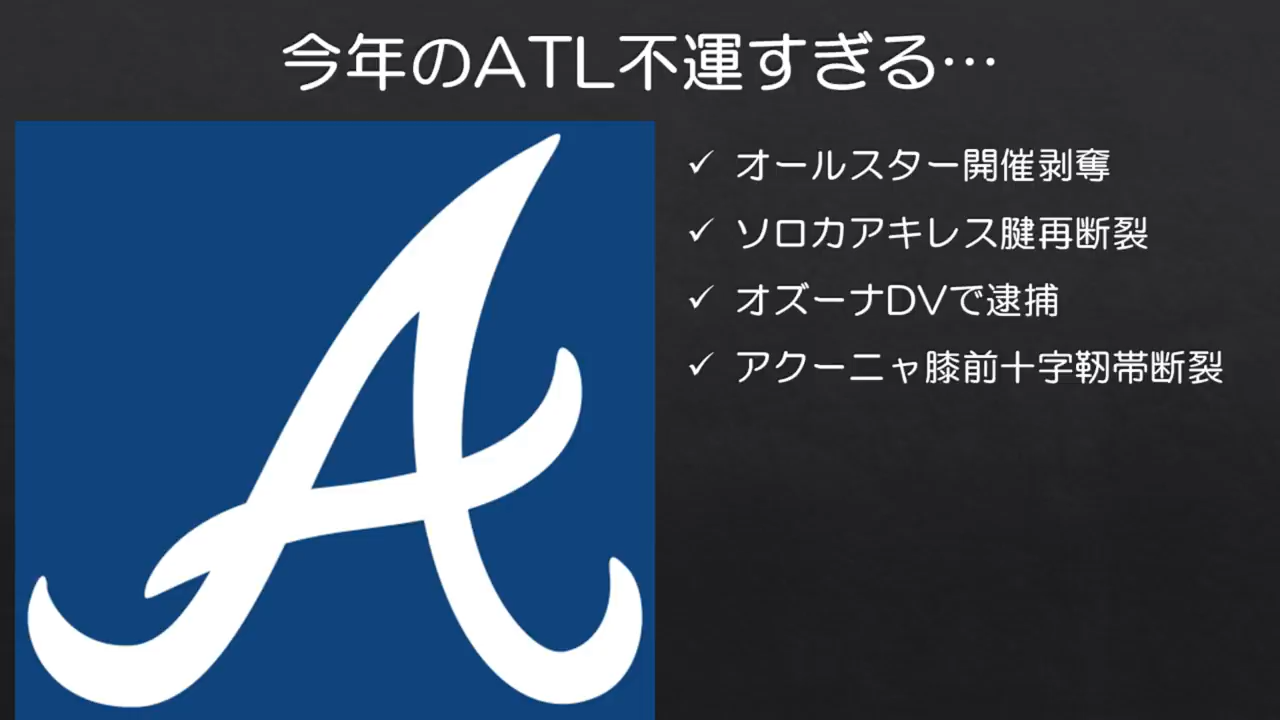 今年のATL不運すぎる…
✓ オールスター開催剥奪
✓ ソロカアキレス腱再断裂
✓ オズーナDVで逮捕
✓ アクーニャ膝前十字靭帯断裂
A